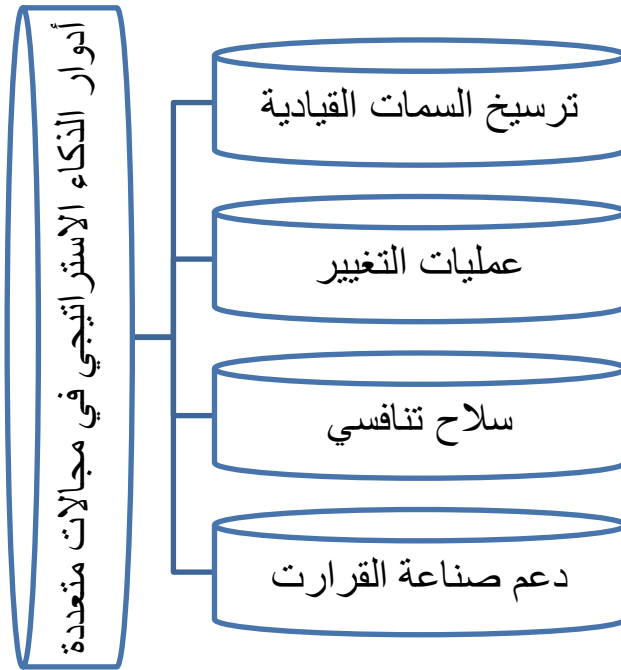 أدوار الذكاء الاستراتيجي في مجالات متعددة
ترسيخ السمات القيادية
عمليات التغيير
سلاح تنافسي
دعم صناعة القرارت